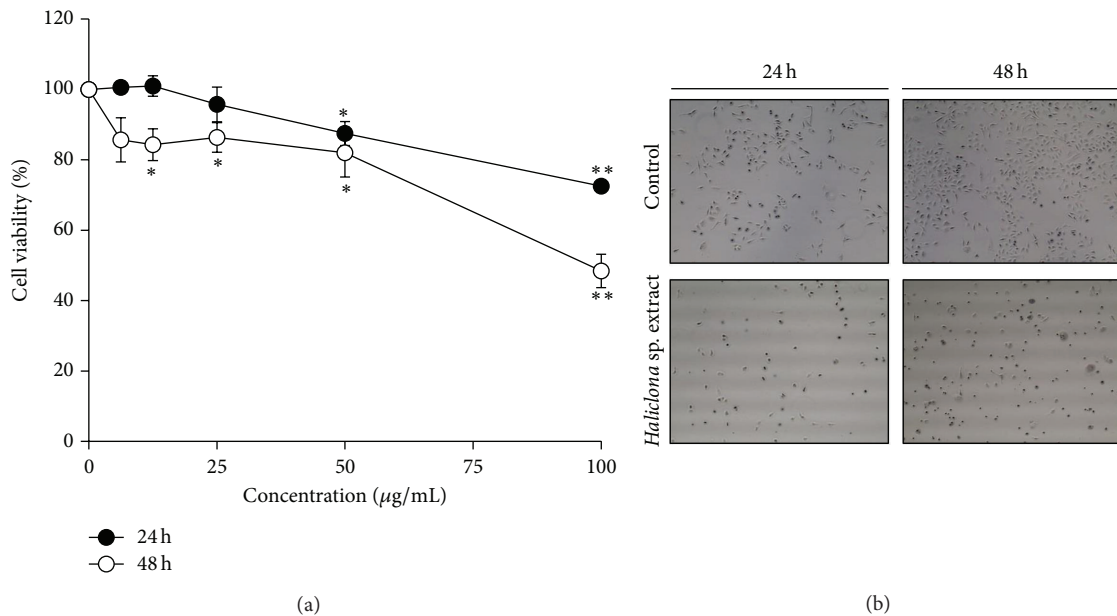 120
100
80
60
40
20
0
Cell viability (%)
*
*
*
*
**
**
0
25
50
75
100
Concentration (µg/mL)
24 h
48 h
(a)
24 h
48 h
Control
Haliclona sp. extract
(b)